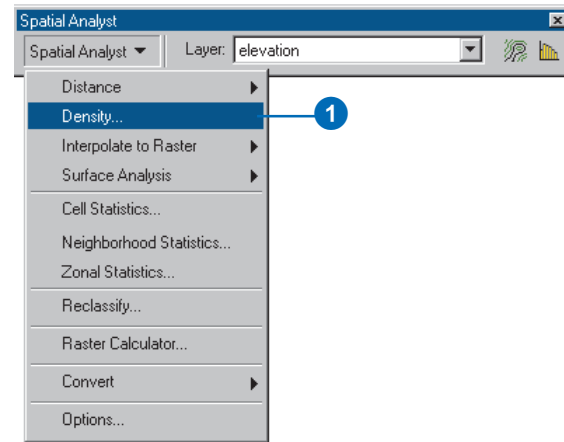 Spatial Analyst
Spatial Analyst Layer: elevation
Distance
Density...
1
Interpolate to Raster
Surface Analysis
Cell Statistics...
Neighborhood Statistics...
Zonal Statistics...
Reclassify...
Raster Calculator...
Convert
Options...